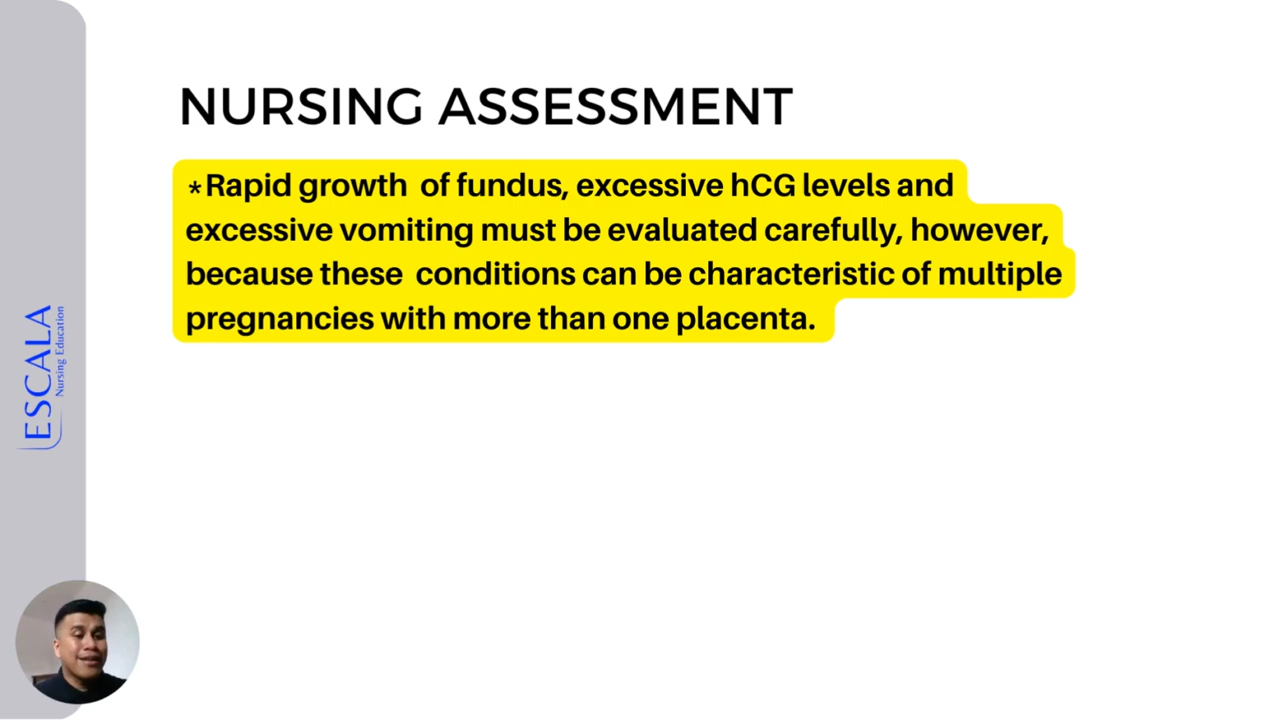 NURSING ASSESSMENT
*Rapid growth of fundus, excessive hCG levels and
excessive vomiting must be evaluated carefully, however,
because these conditions can be characteristic of multiple
pregnancies with more than one placenta.
ESCALA
Nursing Education